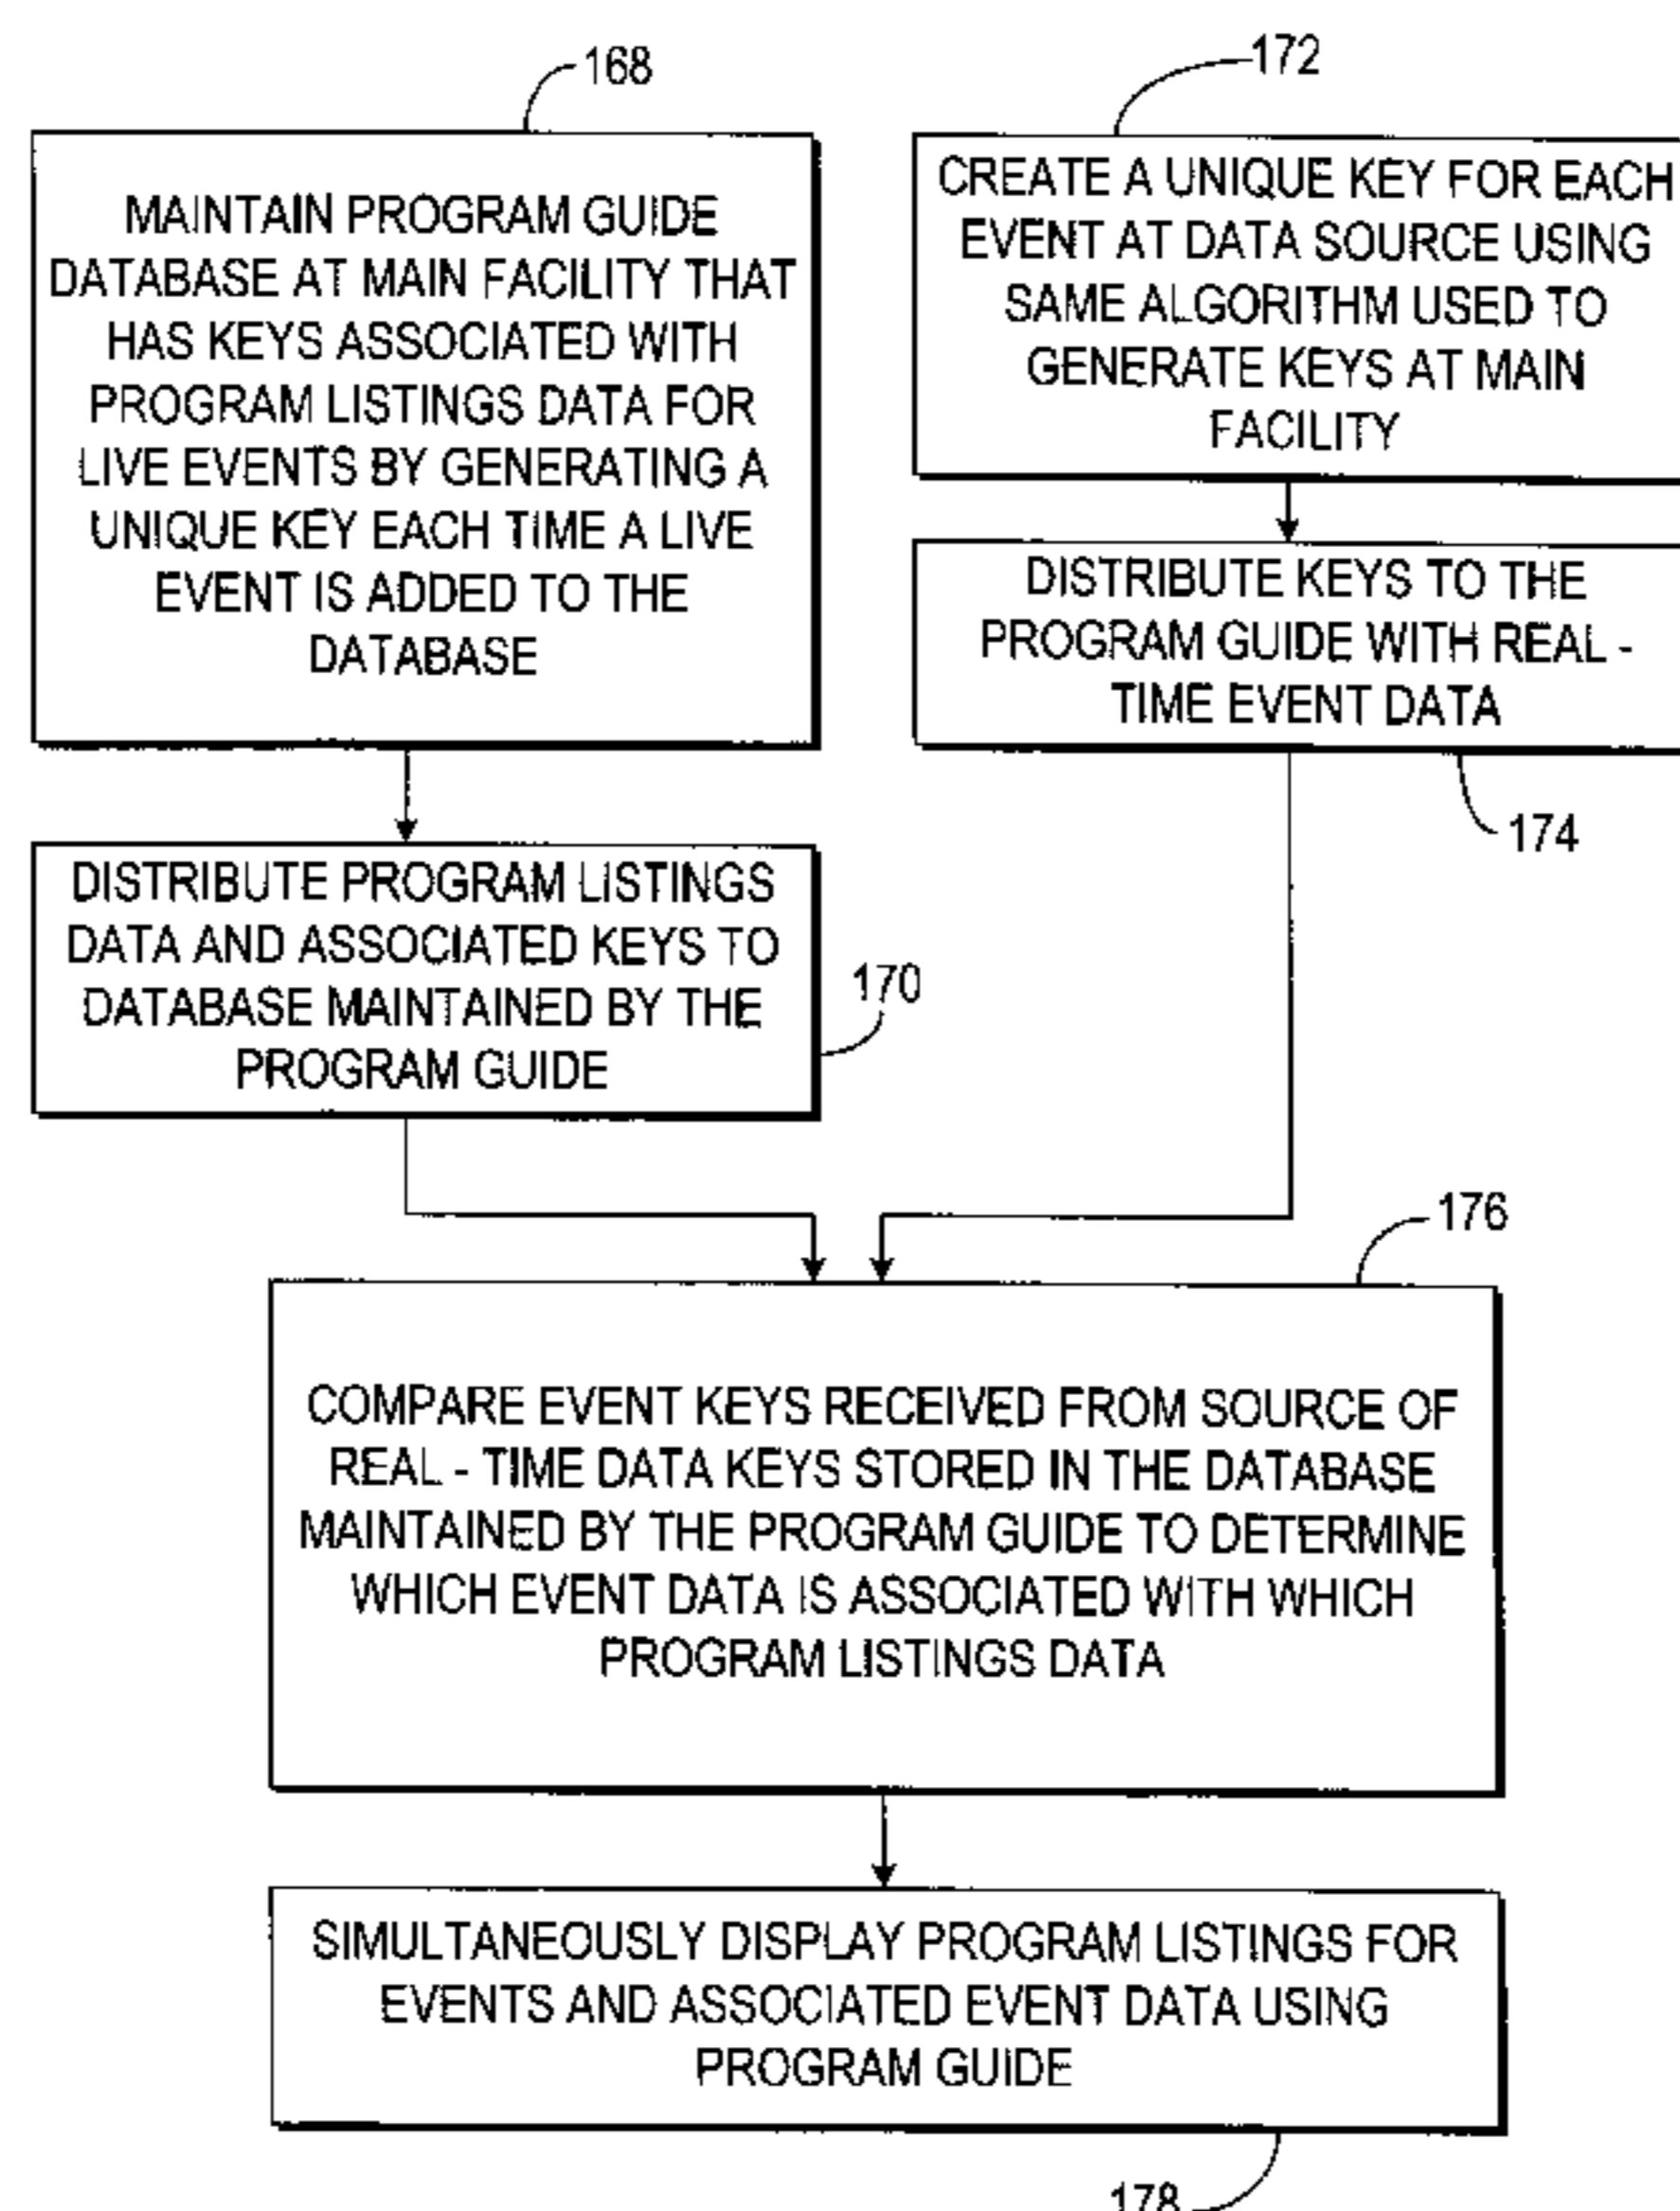 168
MAINTAIN PROGRAM GUIDE
DATABASE AT MAIN FACILITY THAT
HAS KEYS ASSOCIATED WITH
PROGRAM LISTINGS DATA FOR
LIVE EVENTS BY GENERATING A
UNIQUE KEY EACH TIME A LIVE
EVENT IS ADDED TO THE
DATABASE
172
CREATE A UNIQUE KEY FOR EACH
EVENT AT DATA SOURCE USING
SAME ALGORITHM USED TO
GENERATE KEYS AT MAIN
FACILITY
DISTRIBUTE KEYS TO THE
PROGRAM GUIDE WITH REAL -
TIME EVENT DATA
174
DISTRIBUTE PROGRAM LISTINGS
DATA AND ASSOCIATED KEYS TO
DATABASE MAINTAINED BY THE
PROGRAM GUIDE
170
176
COMPARE EVENT KEYS RECEIVED FROM SOURCE OF
REAL - TIME DATA KEYS STORED IN THE DATABASE
MAINTAINED BY THE PROGRAM GUIDE TO DETERMINE
WHICH EVENT DATA IS ASSOCIATED WITH WHICH
PROGRAM LISTINGS DATA
SIMULTANEOUSLY DISPLAY PROGRAM LISTINGS FOR
EVENTS AND ASSOCIATED EVENT DATA USING
PROGRAM GUIDE
178